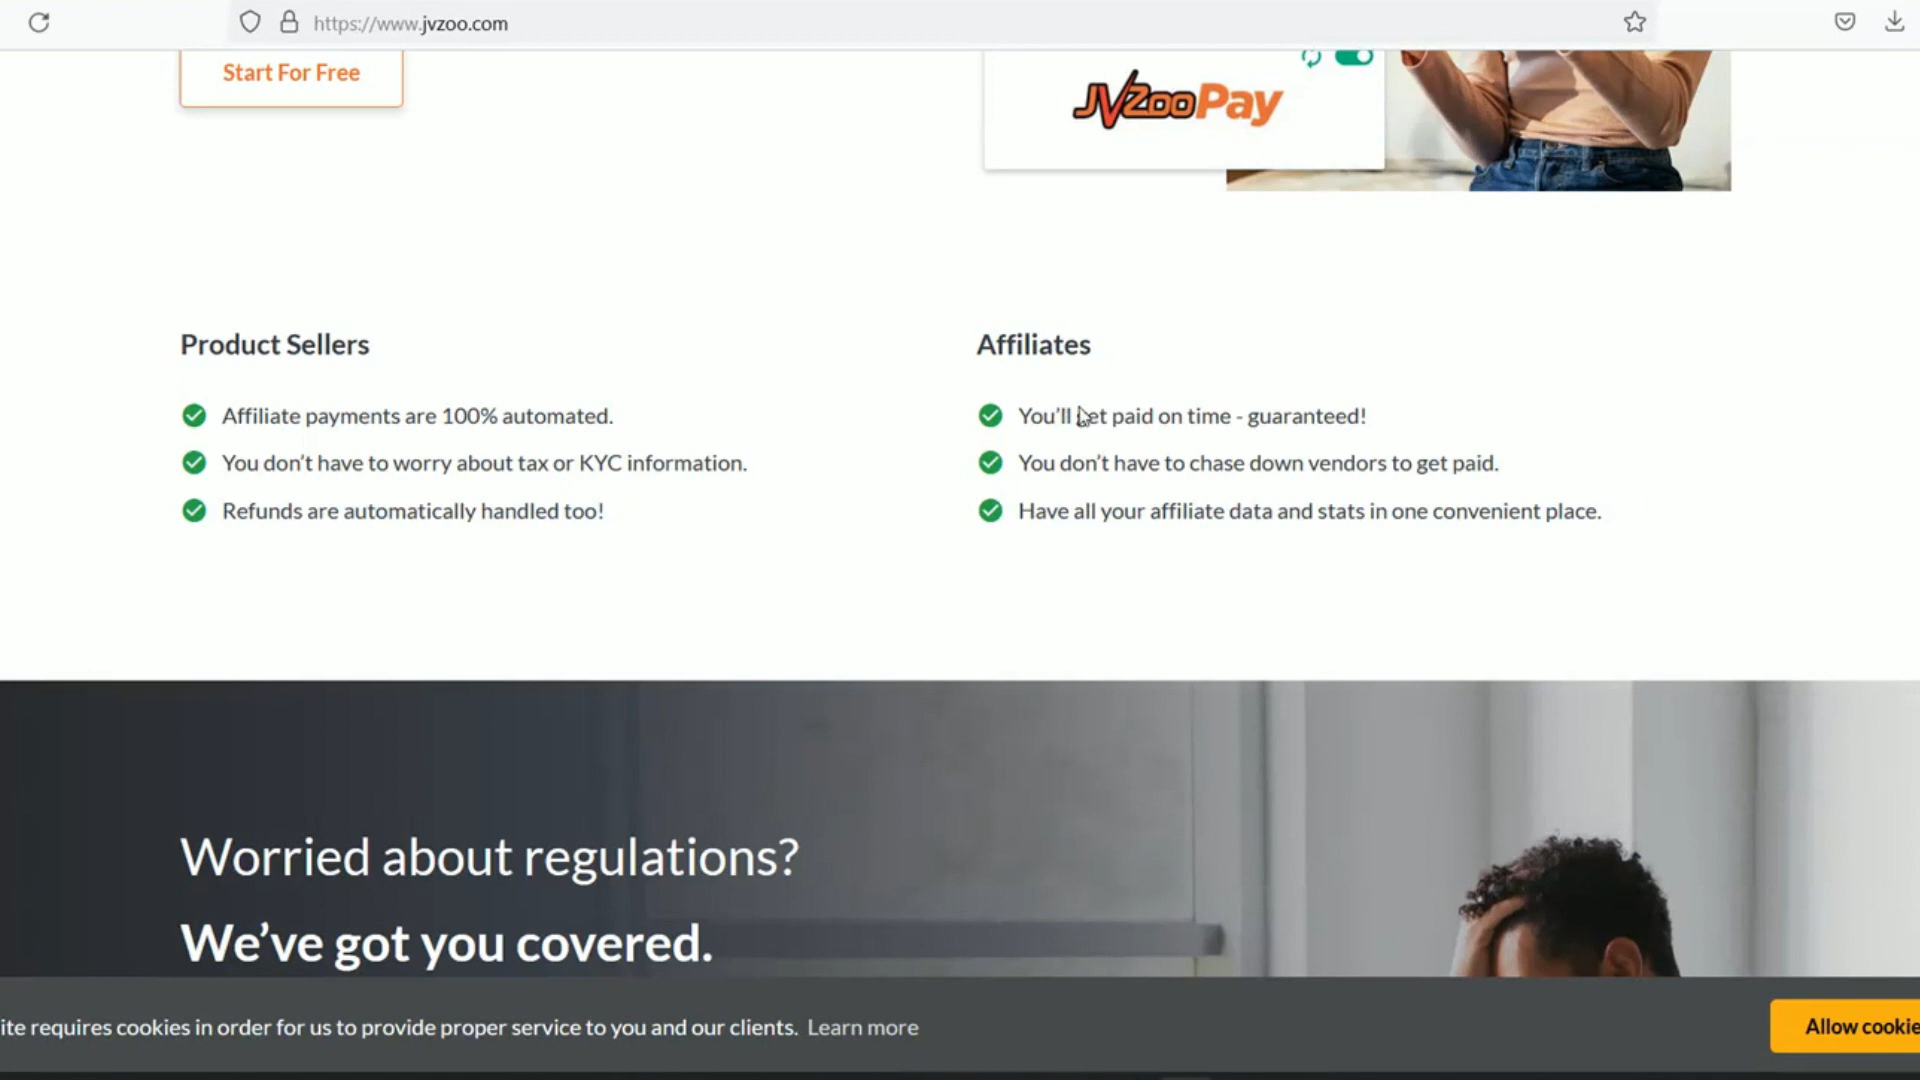 https://www.jvzoo.com
Start For Free
JVZooPay
Product Sellers
Affiliate payments are 100% automated.
You don't have to worry about tax or KYC information.
Refunds are automatically handled too!
Affiliates
You'll get paid on time - guaranteed!
You don't have to chase down vendors to get paid.
Have all your affiliate data and stats in one convenient place.
Worried about regulations?
We've got you covered.
ite requires cookies in order for us to provide proper service to you and our clients. Learn more
Allow cookie